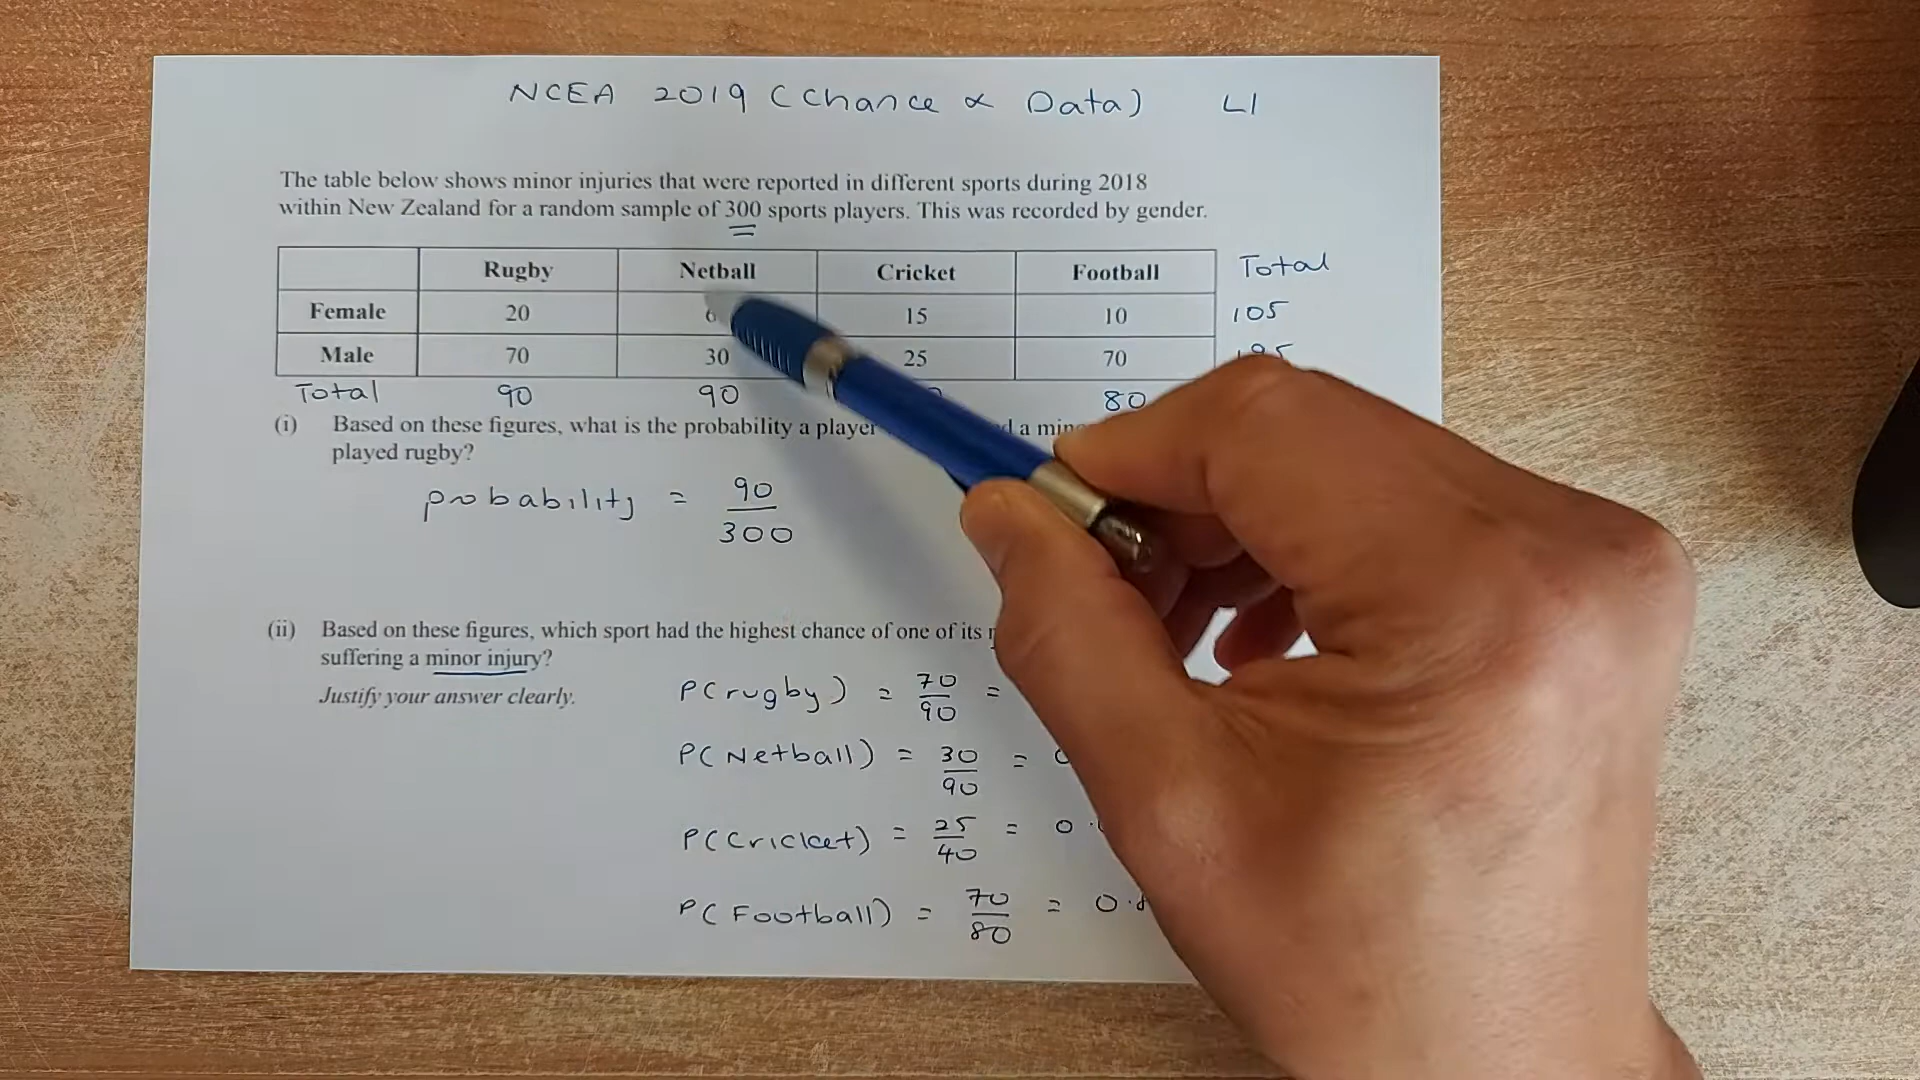 NCEA 2019 (Chance & Data) L1
The table below shows minor injuries that were reported in different sports during 2018
within New Zealand for a random sample of 300 sports players. This was recorded by gender.
Rugby Netball Cricket Football Total
Female 20 15 10 105
Male 70 30 25 70 195
Total 90 90 80
(i) Based on these figures, what is the probability a player a
played rugby?
probability = 90/300
(ii) Based on these figures, which sport had the highest chance of one of its
suffering a minor injury?
Justify your answer clearly.
P(rugby) = 70/90 =
P(Netball) = 30/90 =
P(Cricket) = 25/40 =
P(Football) = 70/80 =